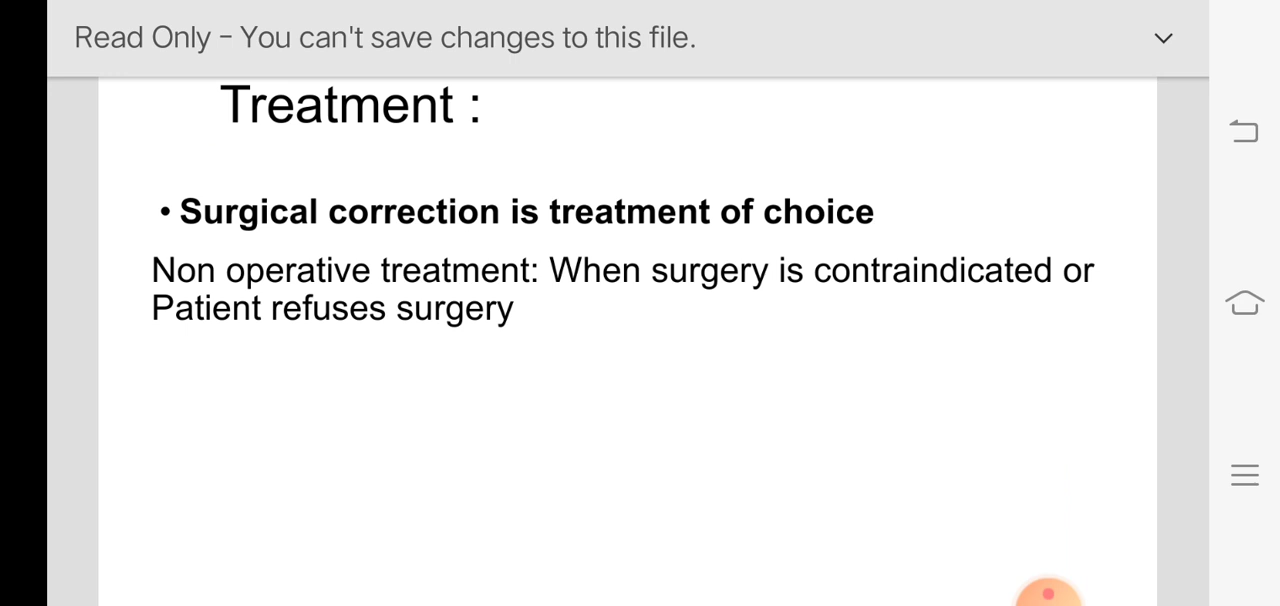 Read Only – You can't save changes to this file.
Treatment :
• Surgical correction is treatment of choice
Non operative treatment: When surgery is contraindicated or
Patient refuses surgery